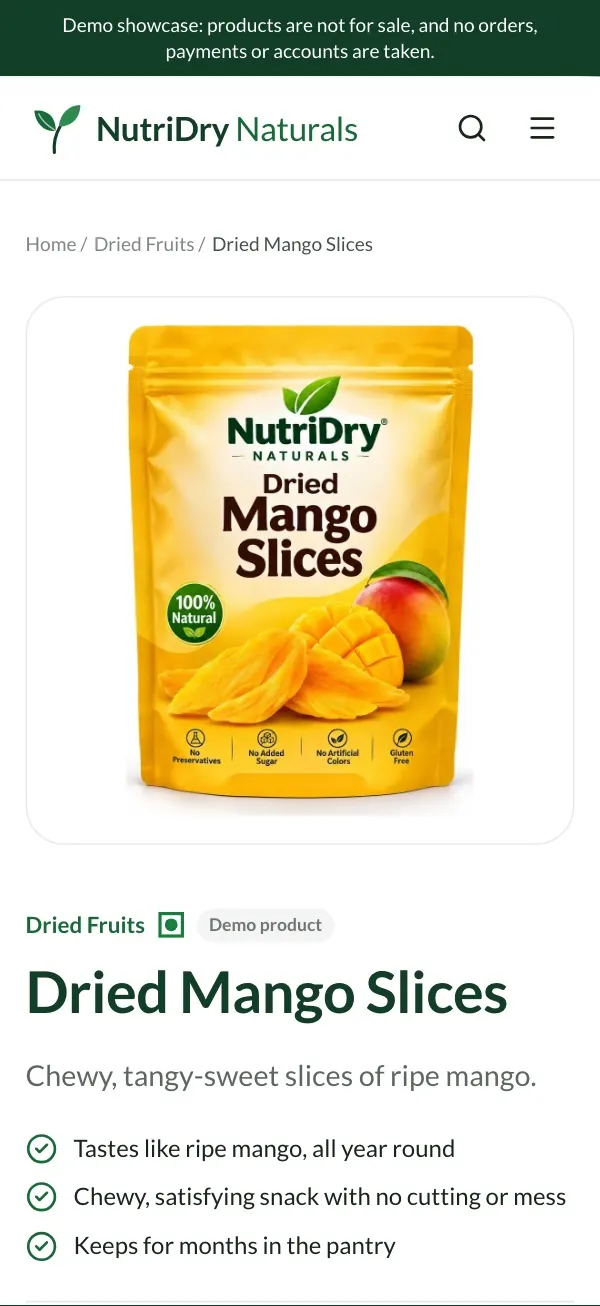 Demo showcase: products are not for sale, and no orders,
payments or accounts are taken.
NutriDry Naturals
Home / Dried Fruits / Dried Mango Slices
NutriDry®
NATURALS
Dried
Mango
Slices
100%
Natural
No
Preservatives
No Added
Sugar
No Artificial
Colors
Gluten
Free
Dried Fruits
Demo product
Dried Mango Slices
Chewy, tangy-sweet slices of ripe mango.
Tastes like ripe mango, all year round
Chewy, satisfying snack with no cutting or mess
Keeps for months in the pantry